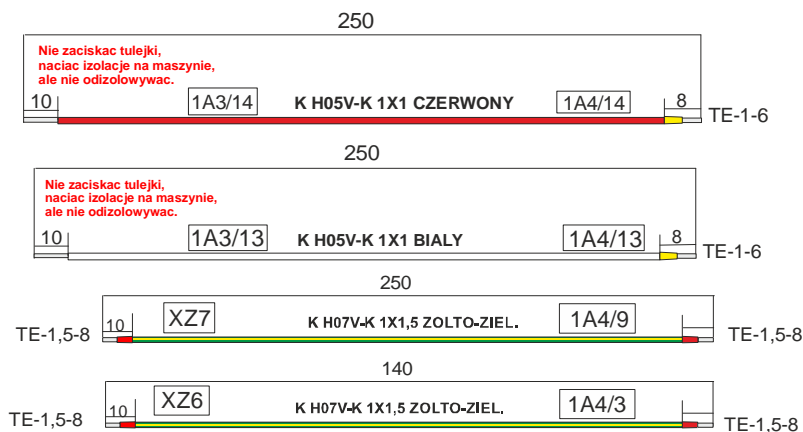 250
Nie zaciskac tulejki,
naciac izolacje na maszynie,
ale nie odizolowywac.
10 1A3/14 K H05V-K 1X1 CZERWONY 1A4/14 8 TE-1-6
250
Nie zaciskac tulejki,
naciac izolacje na maszynie,
ale nie odizolowywac.
10 1A3/13 K H05V-K 1X1 BIALY 1A4/13 8 TE-1-6
250
TE-1,5-8 10 XZ7 K H07V-K 1X1,5 ZOLTO-ZIEL. 1A4/9 TE-1,5-8
140
TE-1,5-8 10 XZ6 K H07V-K 1X1,5 ZOLTO-ZIEL. 1A4/3 TE-1,5-8